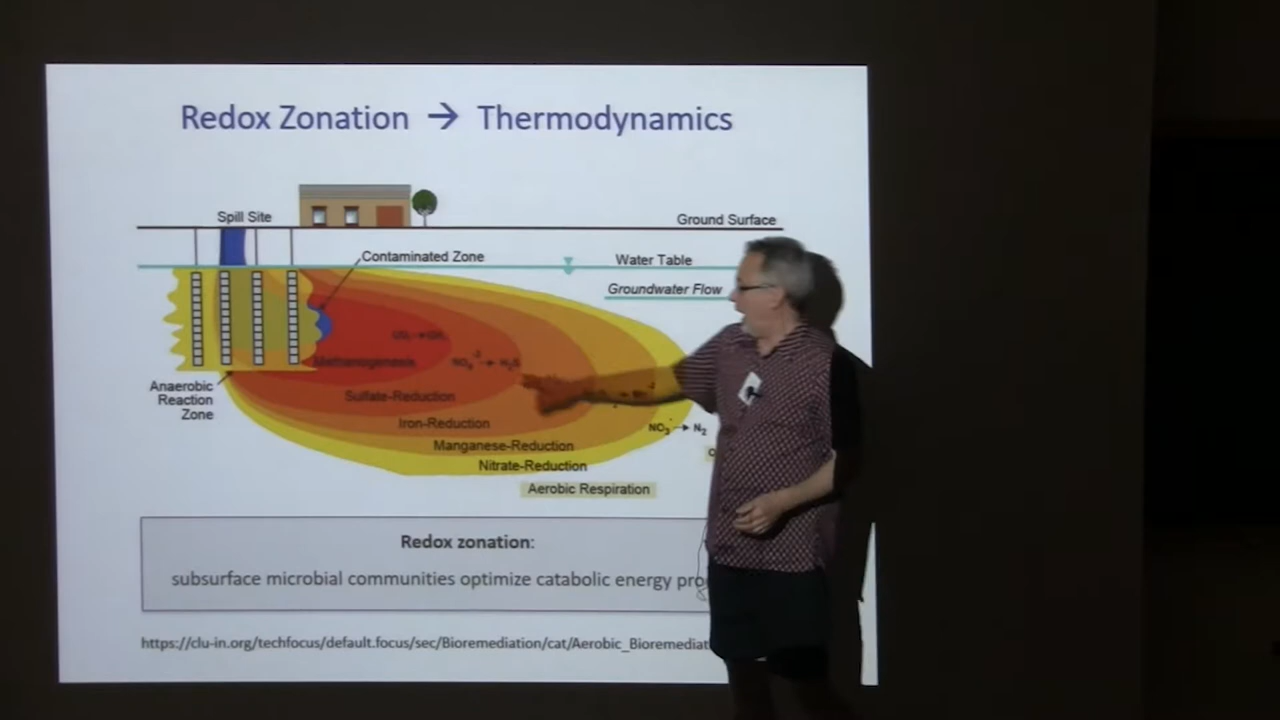 Redox Zonation → Thermodynamics
Spill Site
Ground Surface
Contaminated Zone
Water Table
Groundwater Flow
Methanogenesis
Anaerobic
Reaction
Zone
Sulfate-Reduction
Iron-Reduction
NO₃⁻ → N₂
Manganese-Reduction
Nitrate-Reduction
Aerobic Respiration
Redox zonation:
subsurface microbial communities optimize catabolic energy
https://clu-in.org/techfocus/default.focus/sec/Bioremediation/cat/Aerobic_Bioremediat